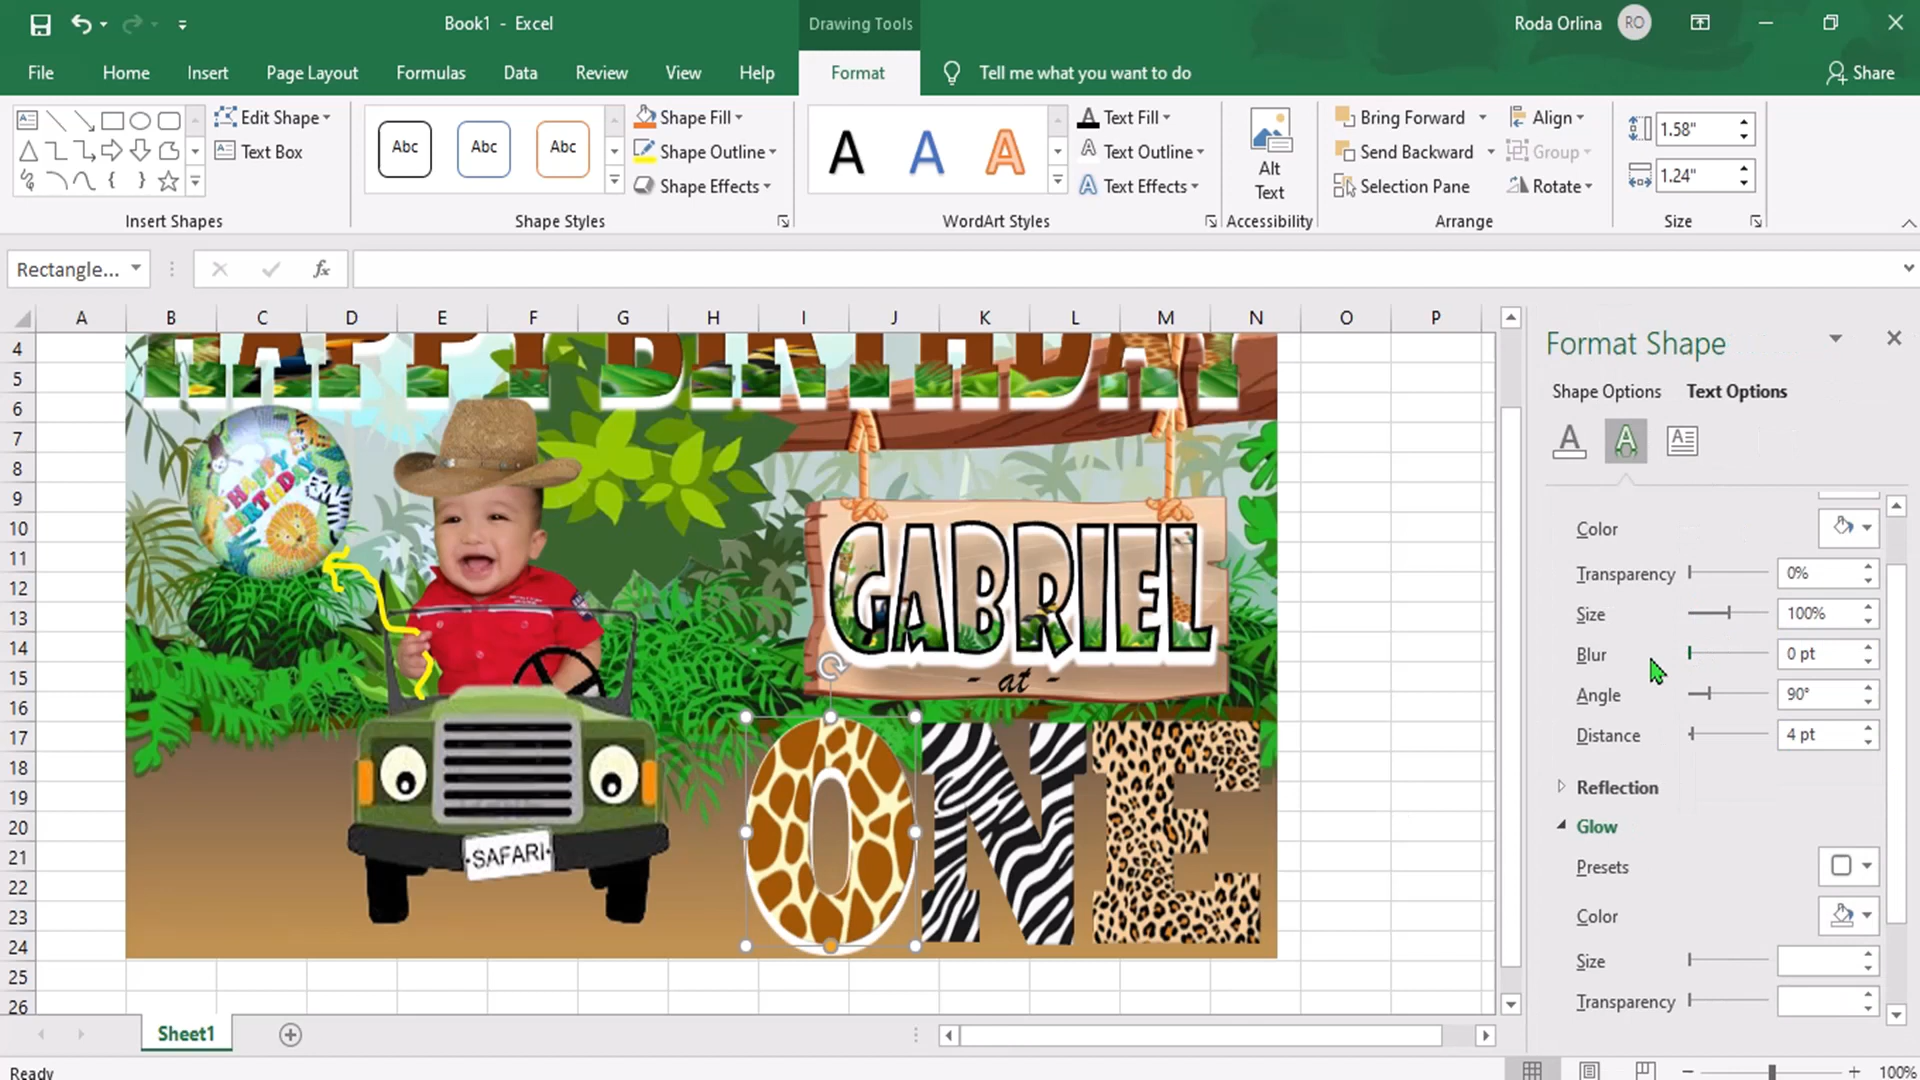 Book1 - Excel
Drawing Tools
Roda Orlina
RO
File
Home
Insert
Page Layout
Formulas
Data
Review
View
Help
Format
Tell me what you want to do
Share
Edit Shape
Text Box
Insert Shapes
Abc
Abc
Abc
Shape Fill
Shape Outline
Shape Effects
Shape Styles
A A A
Text Fill
Text Outline
Text Effects
WordArt Styles
Alt
Text
Accessibility
Bring Forward
Send Backward
Selection Pane
Align
Group
Rotate
Arrange
1.58"
1.24"
Size
Rectangle...
fx
A B C D E F G H I J K L M N O P
4
5
6
7
8
9
10
11
12
13
14
15
16
17
18
19
20
21
22
23
24
25
26
HAPPY BIRTHDAY
HAPPY
BIRTHDAY
GABRIEL
- at -
ONE
·SAFARI·
Format Shape
Shape Options
Text Options
Color
Transparency
0%
Size
100%
Blur
0 pt
Angle
90°
Distance
4 pt
Reflection
Glow
Presets
Color
Size
Transparency
Sheet1
Ready
100%